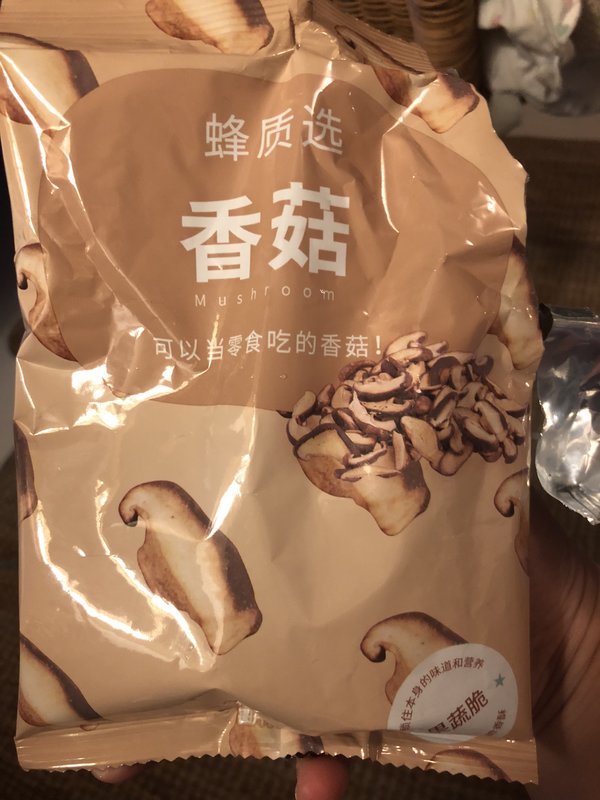 蜂质选
香菇
Mushroom
可以当零食吃的香菇!
锁住本身的味道和营养
果蔬脆